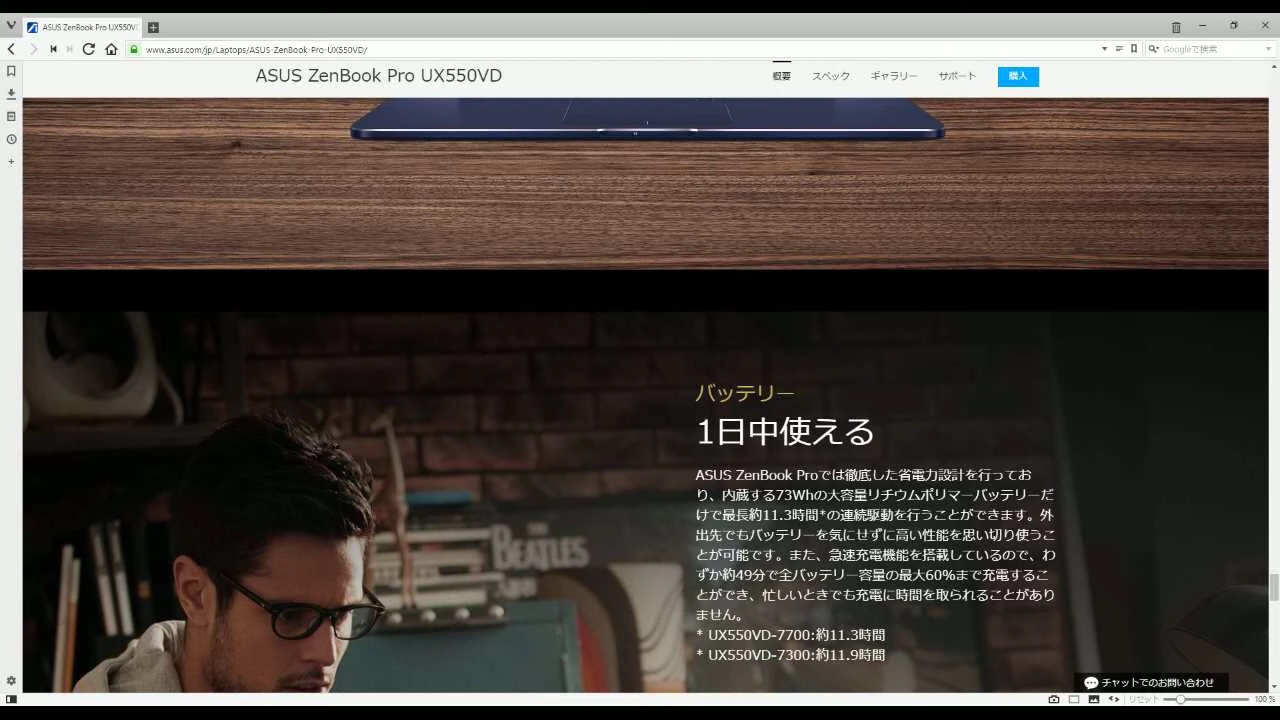 ASUS ZenBook Pro UX550VD
www.asus.com/jp/Laptops/ASUS-ZenBook-Pro-UX550VD/
Googleで検索
ASUS ZenBook Pro UX550VD
概要
スペック
ギャラリー
サポート
購入
バッテリー
1日中使える
ASUS ZenBook Proでは徹底した省電力設計を行ってお
り、内蔵する73Whの大容量リチウムポリマーバッテリーだ
けで最長約11.3時間*の連続駆動を行うことができます。外
出先でもバッテリーを気にせずに高い性能を思い切り使うこ
とが可能です。また、急速充電機能を搭載しているので、わ
ずか約49分で全バッテリー容量の最大60%まで充電するこ
とができ、忙しいときでも充電に時間を取られることがあり
ません。
* UX550VD-7700:約11.3時間
* UX550VD-7300:約11.9時間
BEATLES
チャットでのお問い合わせ
リセット
100 %